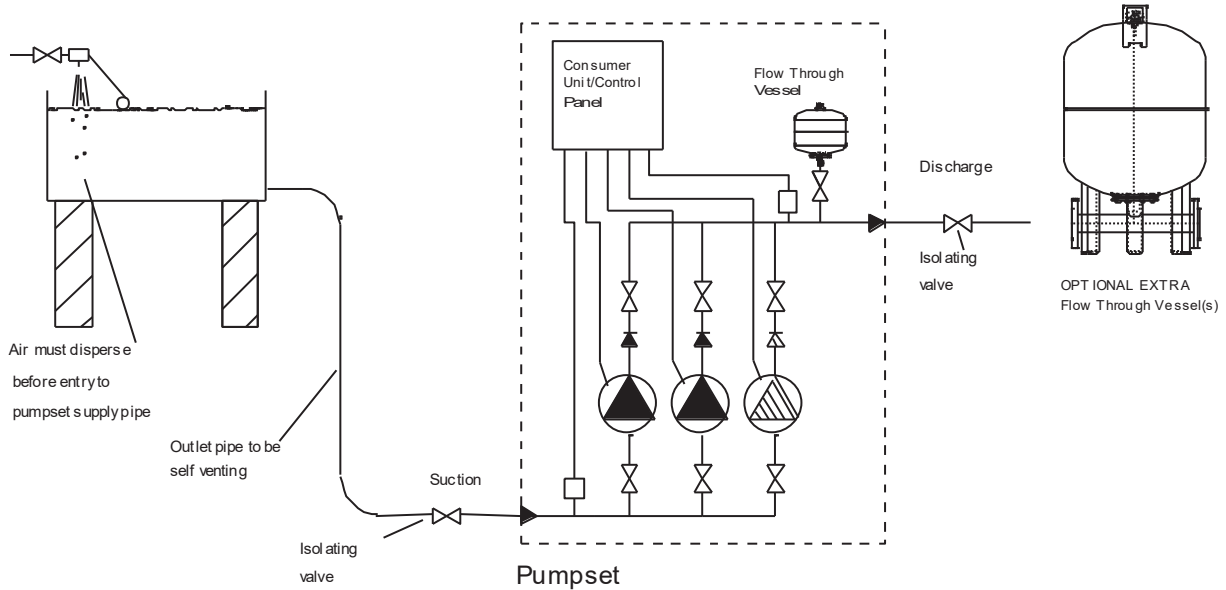 Consumer
Unit/Control
Panel
Flow Through
Vessel
Discharge
Isolating
valve
OPTIONAL EXTRA
Flow Through Vessel(s)
Air must disperse
before entry to
pumpset supply pipe
Outlet pipe to be
self venting
Suction
Isolating
valve
Pumpset